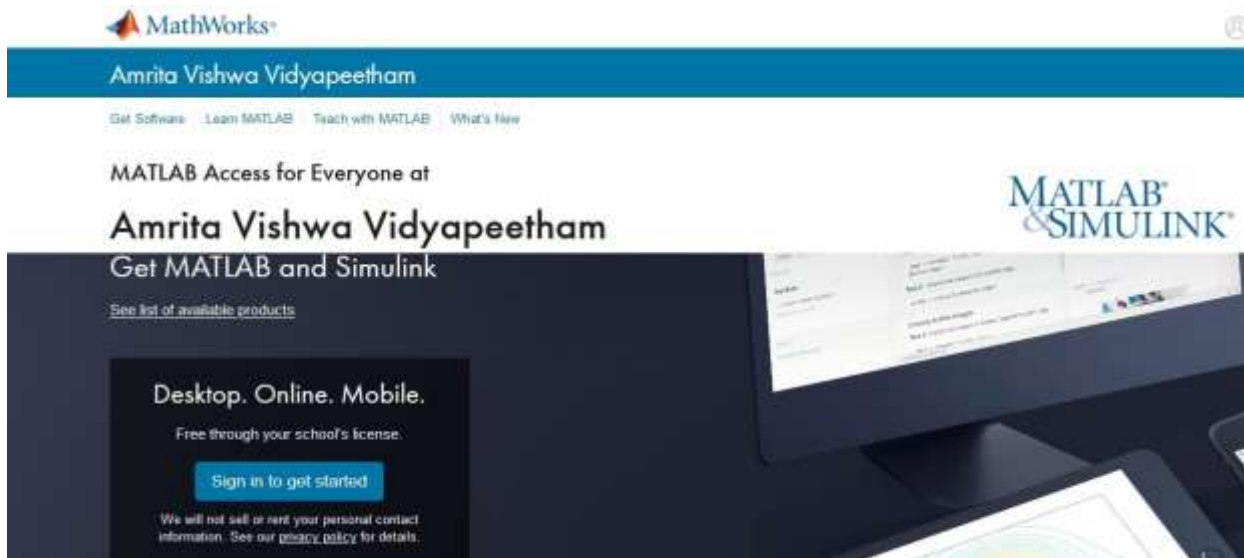 MathWorks®
Amrita Vishwa Vidyapeetham
Get Software Learn MATLAB Teach with MATLAB What's New
MATLAB Access for Everyone at
Amrita Vishwa Vidyapeetham
MATLAB®
&SIMULINK®
Get MATLAB and Simulink
See list of available products
Desktop. Online. Mobile.
Free through your school's license.
Sign in to get started
We will not sell or rent your personal contact
information. See our privacy policy for details.